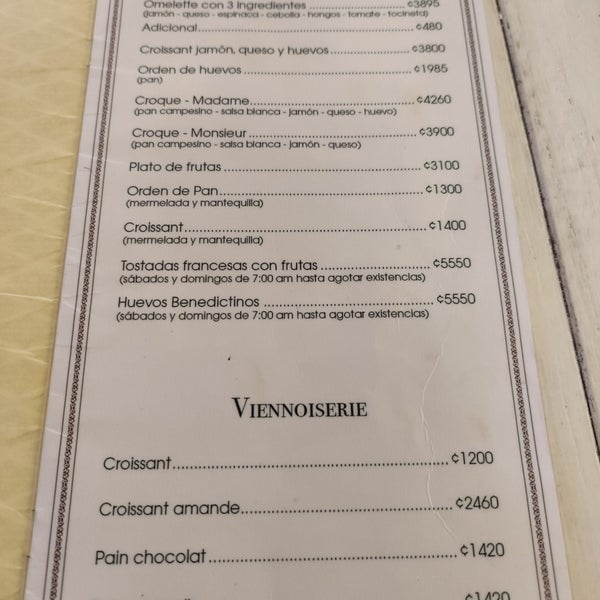 Omelette con 3 ingredientes ............................ ¢3895
(jamón - queso - espinaca - cebolla - hongos - tomate - tocineta)
Adicional............................................................... ¢480
Croissant jamón, queso y huevos..................... ¢3800
Orden de huevos................................................. ¢1985
(pan)
Croque - Madame............................................... ¢4260
(pan campesino - salsa blanca - jamón - queso - huevo)
Croque - Monsieur............................................... ¢3900
(pan campesino - salsa blanca - jamón - queso)
Plato de frutas....................................................... ¢3100
Orden de Pan....................................................... ¢1300
(mermelada y mantequilla)
Croissant................................................................. ¢1400
(mermelada y mantequilla)
Tostadas francesas con frutas ........................... ¢5550
(sábados y domingos de 7:00 am hasta agotar existencias)
Huevos Benedictinos ........................................... ¢5550
(sábados y domingos de 7:00 am hasta agotar existencias)
VIENNOISERIE
Croissant................................................................. ¢1200
Croissant amande................................................ ¢2460
Pain chocolat....................................................... ¢1420
¢1420